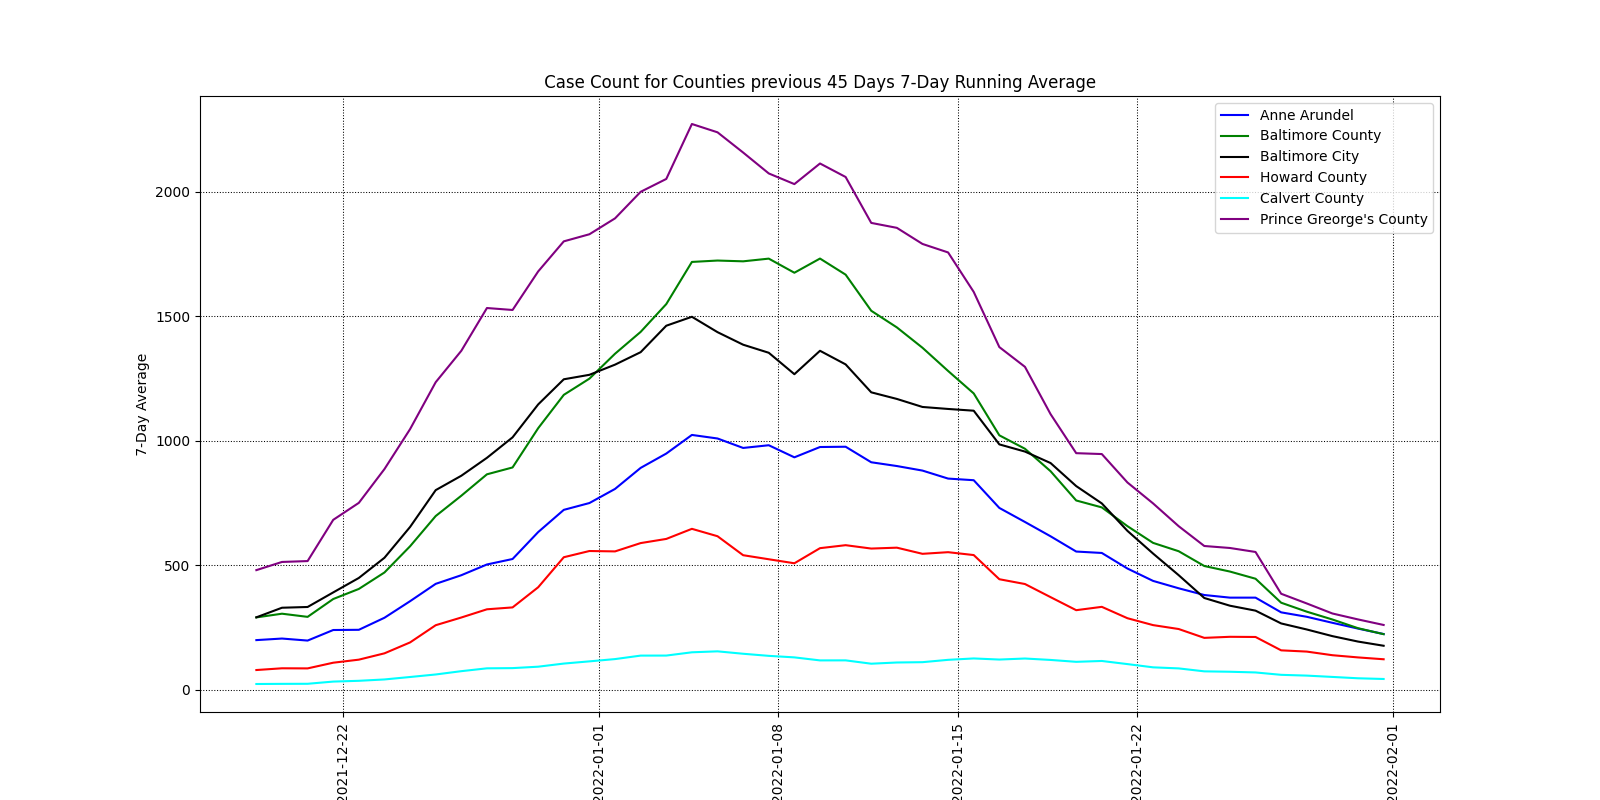 Case Count for Counties previous 45 Days 7-Day Running Average
Anne Arundel
Baltimore County
Baltimore City
Howard County
Calvert County
Prince Greorge's County
7-Day Average
2000
1500
1000
500
0
2021-12-22
2022-01-01
2022-01-08
2022-01-15
2022-01-22
2022-02-01